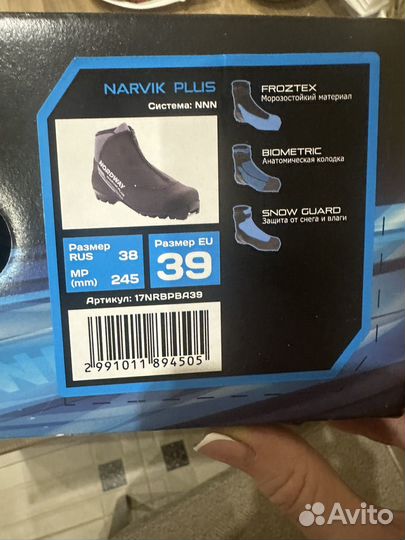 NARVIK PLUS
Система: NNN
NORDWAY
FROZTEX
Морозостойкий материал
BIOMETRIC
Анатомическая колодка
SNOW GUARD
Защита от снега и влаги
Размер RUS 38
MP (mm) 245
Размер EU
39
Артикул: 17NRBPBA39
2 991011 894505
Avito